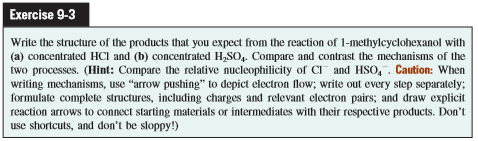 Exercise 9-3
Write the structure of the products that you expect from the reaction of 1-methylcyclohexanol with
(a) concentrated HCl and (b) concentrated H₂SO₄. Compare and contrast the mechanisms of the
two processes. (Hint: Compare the relative nucleophilicity of Cl⁻ and HSO₄⁻. Caution: When
writing mechanisms, use “arrow pushing” to depict electron flow; write out every step separately;
formulate complete structures, including charges and relevant electron pairs; and draw explicit
reaction arrows to connect starting materials or intermediates with their respective products. Don’t
use shortcuts, and don’t be sloppy!)